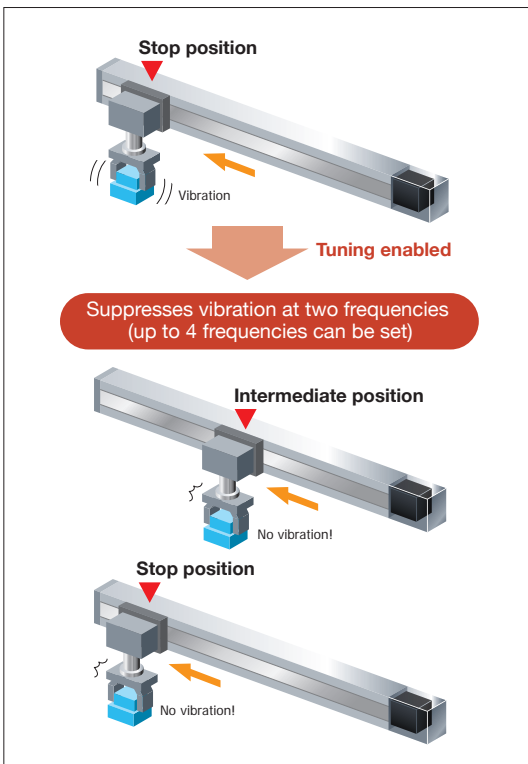 Stop position
Vibration
Tuning enabled
Suppresses vibration at two frequencies
(up to 4 frequencies can be set)
Intermediate position
No vibration!
Stop position
No vibration!